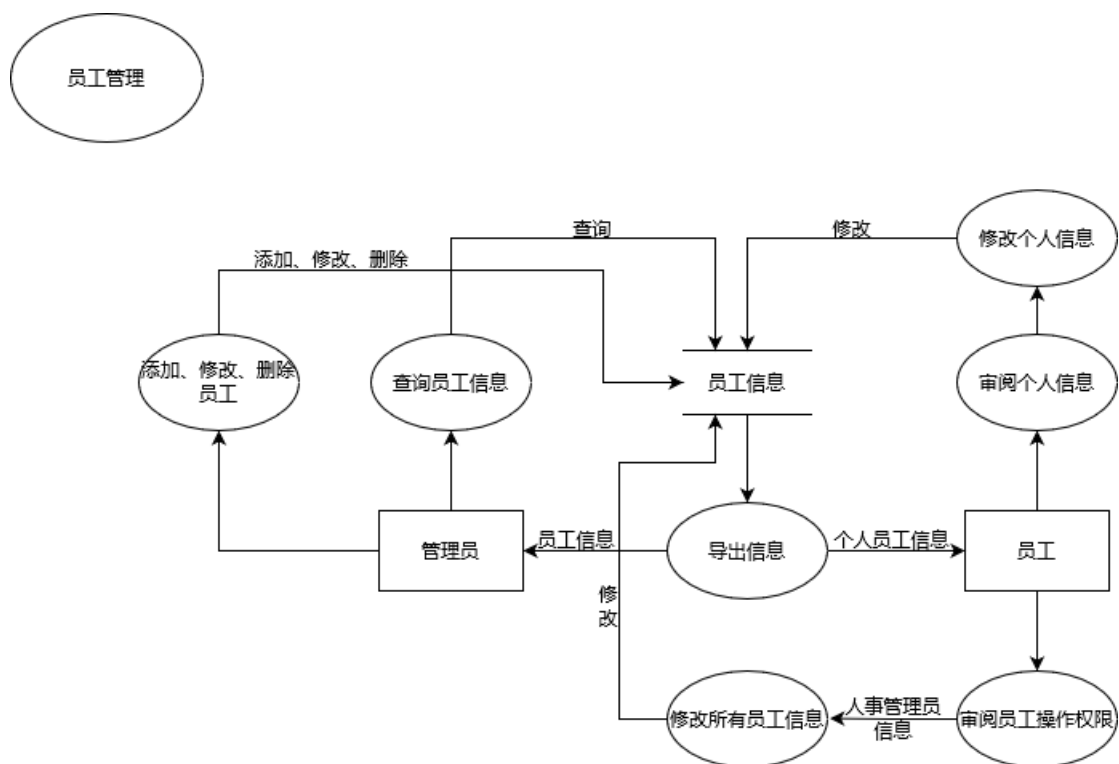 员工管理
查询
修改
修改个人信息
添加、修改、删除
添加、修改、删除
员工
查询员工信息
员工信息
审阅个人信息
管理员
员工信息
导出信息
个人员工信息
员工
修
改
修改所有员工信息
人事管理员
信息
审阅员工操作权限